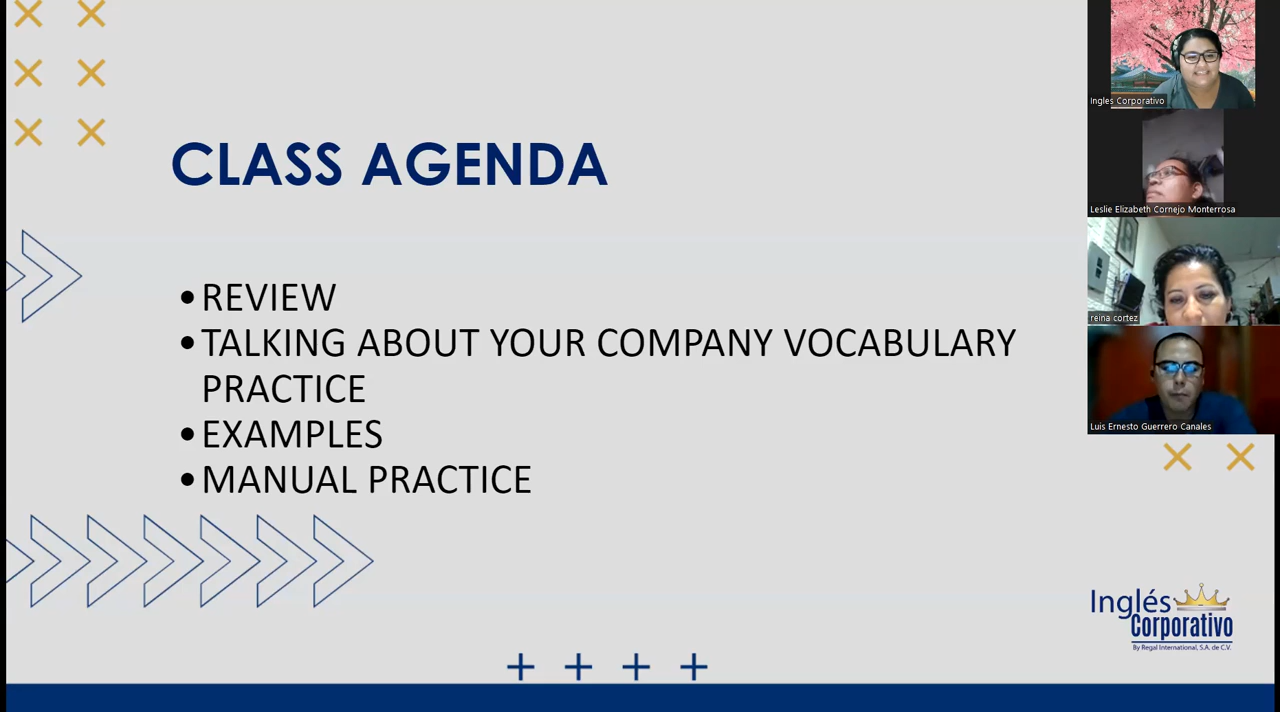 CLASS AGENDA
•REVIEW
•TALKING ABOUT YOUR COMPANY VOCABULARY
PRACTICE
•EXAMPLES
•MANUAL PRACTICE
Ingles Corporativo
Leslie Elizabeth Cornejo Monterrosa
reina cortez
Luis Ernesto Guerrero Canales
Inglés
Corporativo
By Regal International, S.A. de C.V.